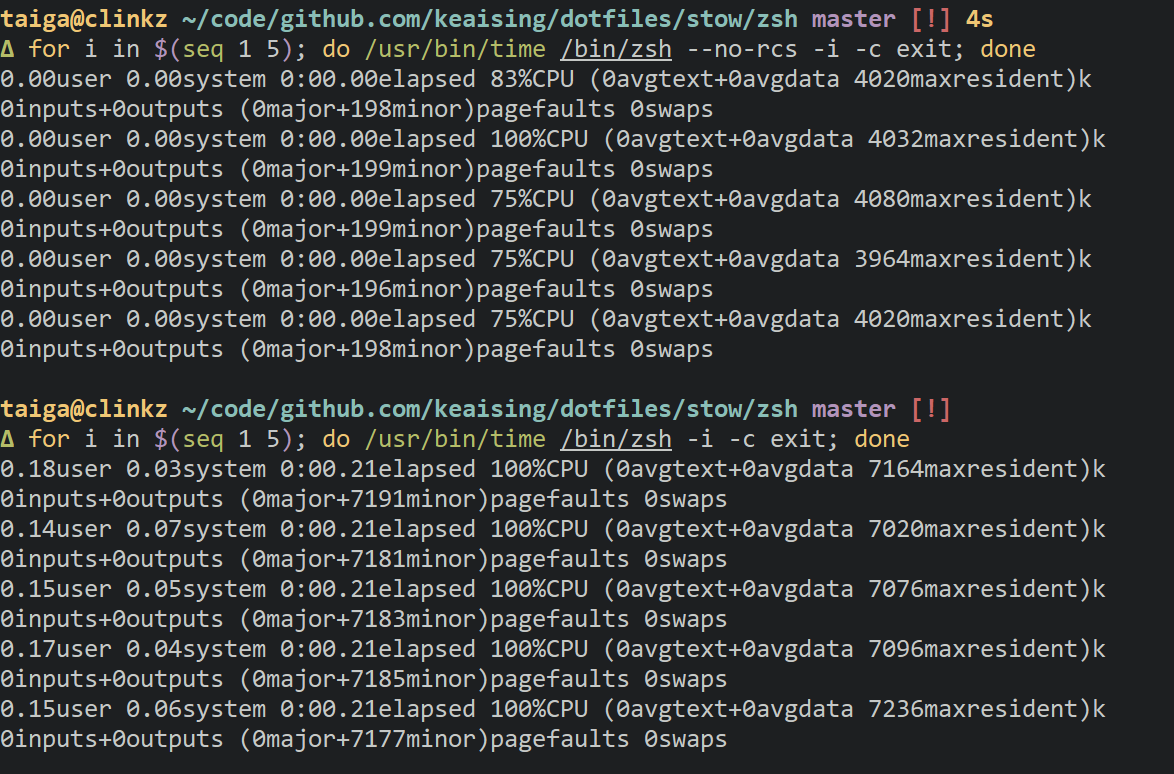 taiga@clinkz ~/code/github.com/keaising/dotfiles/stow/zsh master [!] 4s
Δ for i in $(seq 1 5); do /usr/bin/time /bin/zsh --no-rcs -i -c exit; done
0.00user 0.00system 0:00.00elapsed 83%CPU (0avgtext+0avgdata 4020maxresident)k
0inputs+0outputs (0major+198minor)pagefaults 0swaps
0.00user 0.00system 0:00.00elapsed 100%CPU (0avgtext+0avgdata 4032maxresident)k
0inputs+0outputs (0major+199minor)pagefaults 0swaps
0.00user 0.00system 0:00.00elapsed 75%CPU (0avgtext+0avgdata 4080maxresident)k
0inputs+0outputs (0major+199minor)pagefaults 0swaps
0.00user 0.00system 0:00.00elapsed 75%CPU (0avgtext+0avgdata 3964maxresident)k
0inputs+0outputs (0major+196minor)pagefaults 0swaps
0.00user 0.00system 0:00.00elapsed 75%CPU (0avgtext+0avgdata 4020maxresident)k
0inputs+0outputs (0major+198minor)pagefaults 0swaps
taiga@clinkz ~/code/github.com/keaising/dotfiles/stow/zsh master [!]
Δ for i in $(seq 1 5); do /usr/bin/time /bin/zsh -i -c exit; done
0.18user 0.03system 0:00.21elapsed 100%CPU (0avgtext+0avgdata 7164maxresident)k
0inputs+0outputs (0major+7191minor)pagefaults 0swaps
0.14user 0.07system 0:00.21elapsed 100%CPU (0avgtext+0avgdata 7020maxresident)k
0inputs+0outputs (0major+7181minor)pagefaults 0swaps
0.15user 0.05system 0:00.21elapsed 100%CPU (0avgtext+0avgdata 7076maxresident)k
0inputs+0outputs (0major+7183minor)pagefaults 0swaps
0.17user 0.04system 0:00.21elapsed 100%CPU (0avgtext+0avgdata 7096maxresident)k
0inputs+0outputs (0major+7185minor)pagefaults 0swaps
0.15user 0.06system 0:00.21elapsed 100%CPU (0avgtext+0avgdata 7236maxresident)k
0inputs+0outputs (0major+7177minor)pagefaults 0swaps